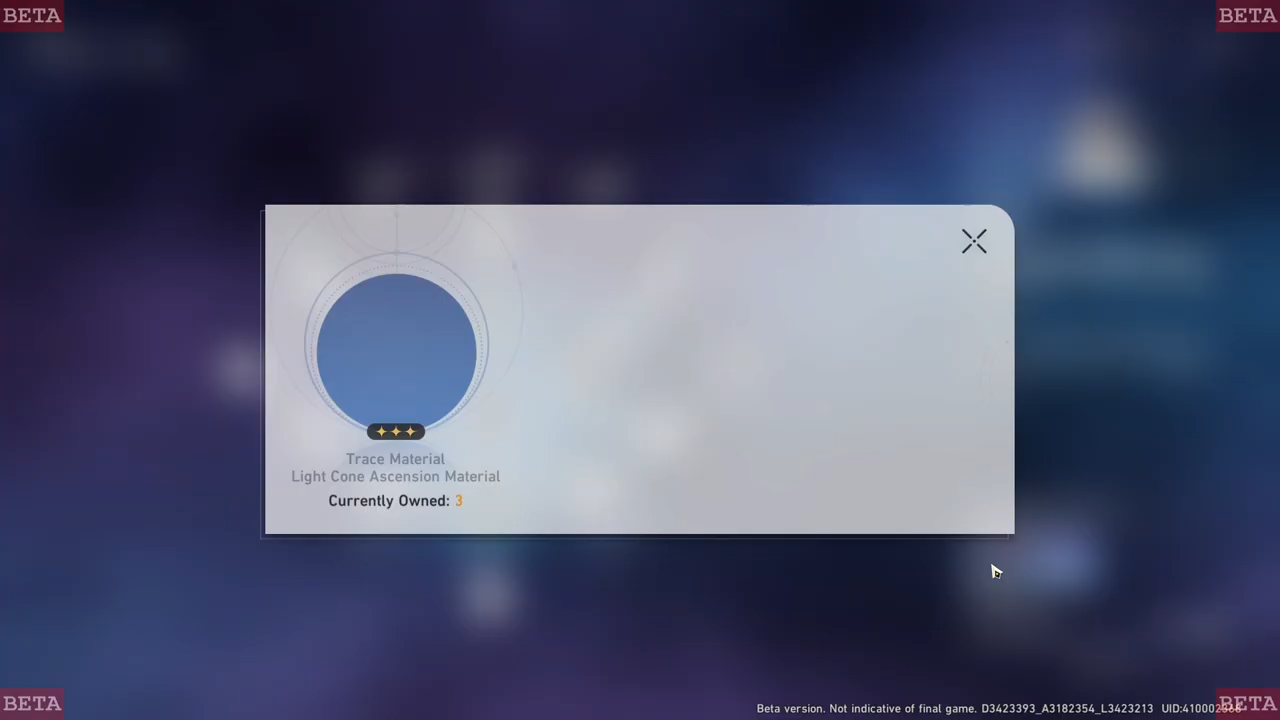 BETA BETA
Trace Material
Light Cone Ascension Material
Currently Owned: 3
Beta version. Not indicative of final game. D3423393_A3182354_L3423213
BETA BETA